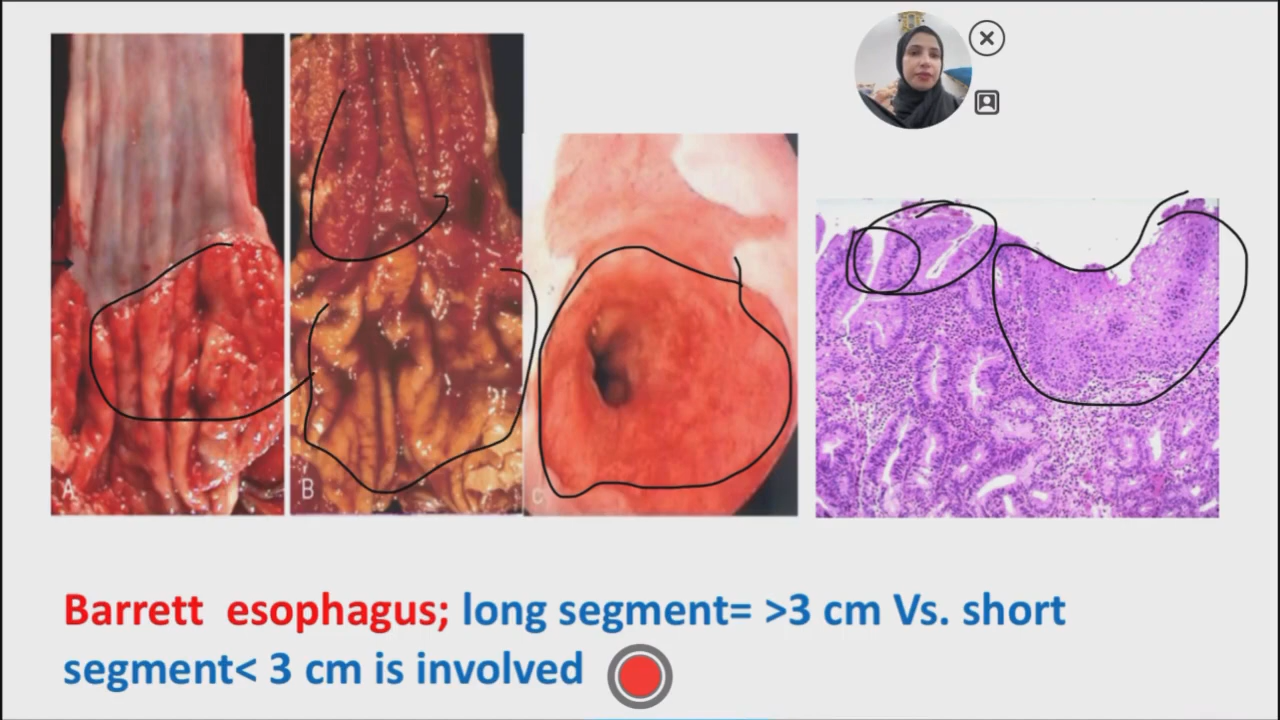 A
B
C
Barrett esophagus; long segment= >3 cm Vs. short
segment< 3 cm is involved